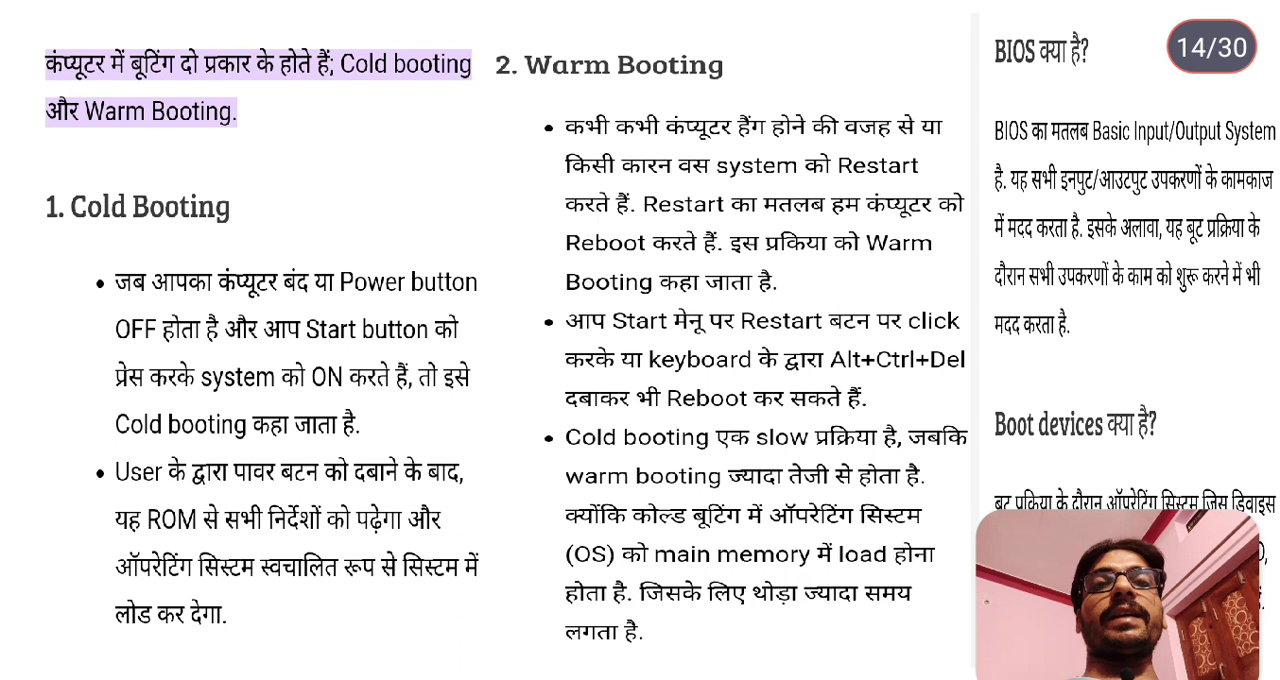 कंप्यूटर में बूटिंग दो प्रकार के होते हैं; Cold booting
और Warm Booting.
1. Cold Booting
• जब आपका कंप्यूटर बंद या Power button
OFF होता है और आप Start button को
प्रेस करके system को ON करते हैं, तो इसे
Cold booting कहा जाता है.
• User के द्वारा पावर बटन को दबाने के बाद,
यह ROM से सभी निर्देशों को पढ़ेगा और
ऑपरेटिंग सिस्टम स्वचालित रूप से सिस्टम में
लोड कर देगा.
2. Warm Booting
• कभी कभी कंप्यूटर हैंग होने की वजह से या
किसी कारन वस system को Restart
करते हैं. Restart का मतलब हम कंप्यूटर को
Reboot करते हैं. इस प्रकिया को Warm
Booting कहा जाता है.
• आप Start मेनू पर Restart बटन पर click
करके या keyboard के द्वारा Alt+Ctrl+Del
दबाकर भी Reboot कर सकते हैं.
• Cold booting एक slow प्रक्रिया है, जबकि
warm booting ज्यादा तेजी से होता है.
क्योंकि कोल्ड बूटिंग में ऑपरेटिंग सिस्टम
(OS) को main memory में load होना
होता है. जिसके लिए थोड़ा ज्यादा समय
लगता है.
14/30
BIOS क्या है?
BIOS का मतलब Basic Input/Output System
है. यह सभी इनपुट/आउटपुट उपकरणों के कामकाज
में मदद करता है. इसके अलावा, यह बूट प्रक्रिया के
दौरान सभी उपकरणों के काम को शुरू करने में भी
मदद करता है.
Boot devices क्या है?
बूट प्रक्रिया के दौरान ऑपरेटिंग सिस्टम जिस डिवाइस